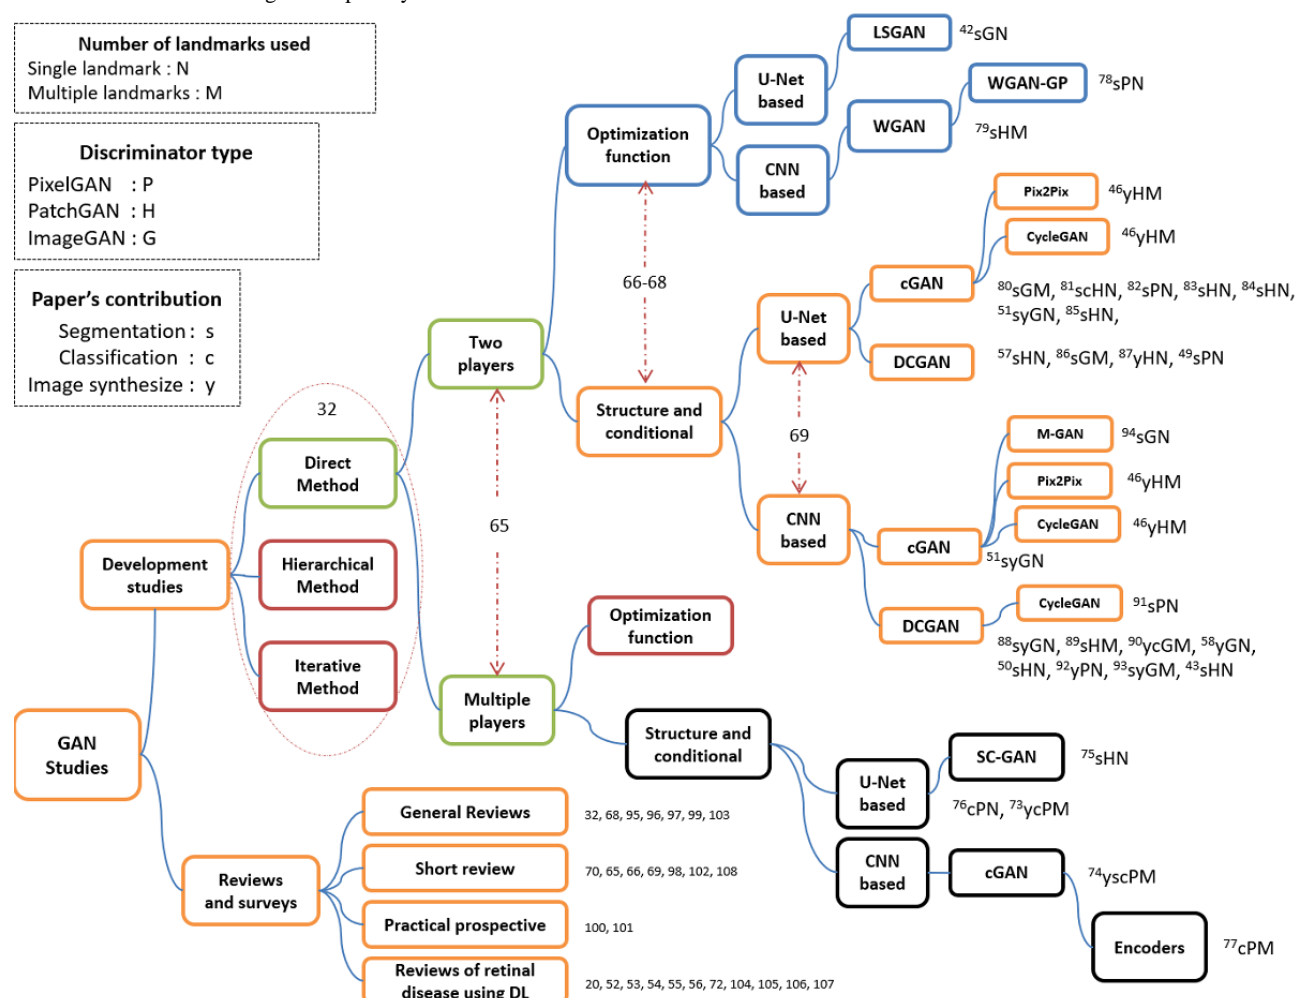 Number of landmarks used
Single landmark : N
Multiple landmarks : M
Discriminator type
PixelGAN : P
PatchGAN : H
ImageGAN : G
Paper's contribution
Segmentation : s
Classification : c
Image synthesize : y
GAN
Studies
Development
studies
32
Direct
Method
Hierarchical
Method
Iterative
Method
Two
players
65
Multiple
players
Optimization
function
66-68
Structure and
conditional
U-Net
based
LSGAN
42sGN
CNN
based
WGAN
79sHM
WGAN-GP
78sPN
U-Net
based
cGAN
Pix2Pix
46yHM
CycleGAN
46yHM
80sGM, 81scHN, 82sPN, 83sHN, 84sHN,
51syGN, 85sHN,
DCGAN
57sHN, 86sGM, 87yHN, 49sPN
69
CNN
based
cGAN
51syGN
M-GAN
94sGN
Pix2Pix
46yHM
CycleGAN
46yHM
DCGAN
CycleGAN
91sPN
88syGN, 89sHM, 90ycGM, 58yGN,
50sHN, 92yPN, 93syGM, 43sHN
Optimization
function
Structure and
conditional
U-Net
based
SC-GAN
75sHN
76cPN, 73ycPM
CNN
based
cGAN
74yscPM
Encoders
77cPM
Reviews
and surveys
General Reviews
32, 68, 95, 96, 97, 99, 103
Short review
70, 65, 66, 69, 98, 102, 108
Practical prospective
100, 101
Reviews of retinal
disease using DL
20, 52, 53, 54, 55, 56, 72, 104, 105, 106, 107